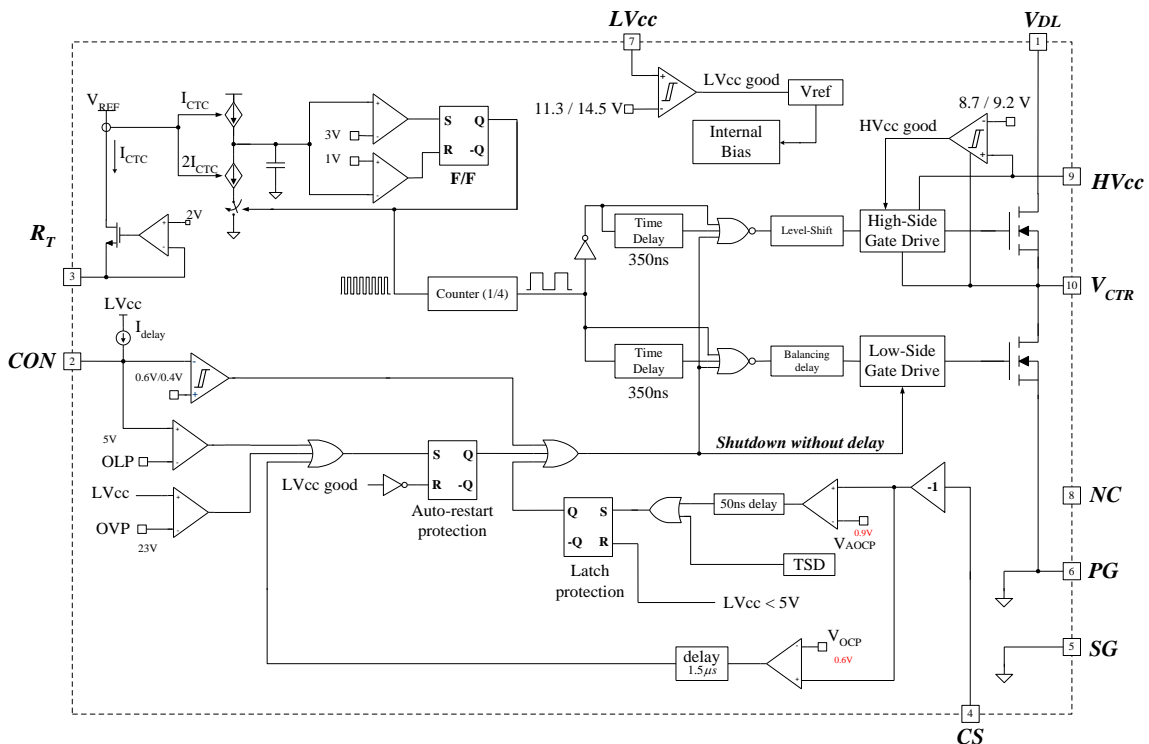 LVcc
VDL
7
1
VREF
ICTC
+
-
LVcc good
Vref
11.3 / 14.5 V
8.7 / 9.2 V
-
+
HVcc good
Internal
Bias
ICTC
2ICTC
+
-
3V
1V
+
-
S Q
R -Q
F/F
9
HVcc
2V
+
-
RT
3
Time
Delay
350ns
Level-Shift
High-Side
Gate Drive
10
VCTR
Counter (1/4)
LVcc
Idelay
CON
2
-
+
0.6V/0.4V
Time
Delay
350ns
Balancing
delay
Low-Side
Gate Drive
5V
OLP
+
-
Shutdown without delay
S Q
R -Q
LVcc good
Auto-restart
protection
LVcc
OVP
23V
+
-
-1
8
NC
Q S
-Q R
Latch
protection
50ns delay
+
-
0.9V
VAOCP
TSD
LVcc < 5V
6
PG
VOCP
0.6V
-
+
delay
1.5μs
5
SG
4
CS